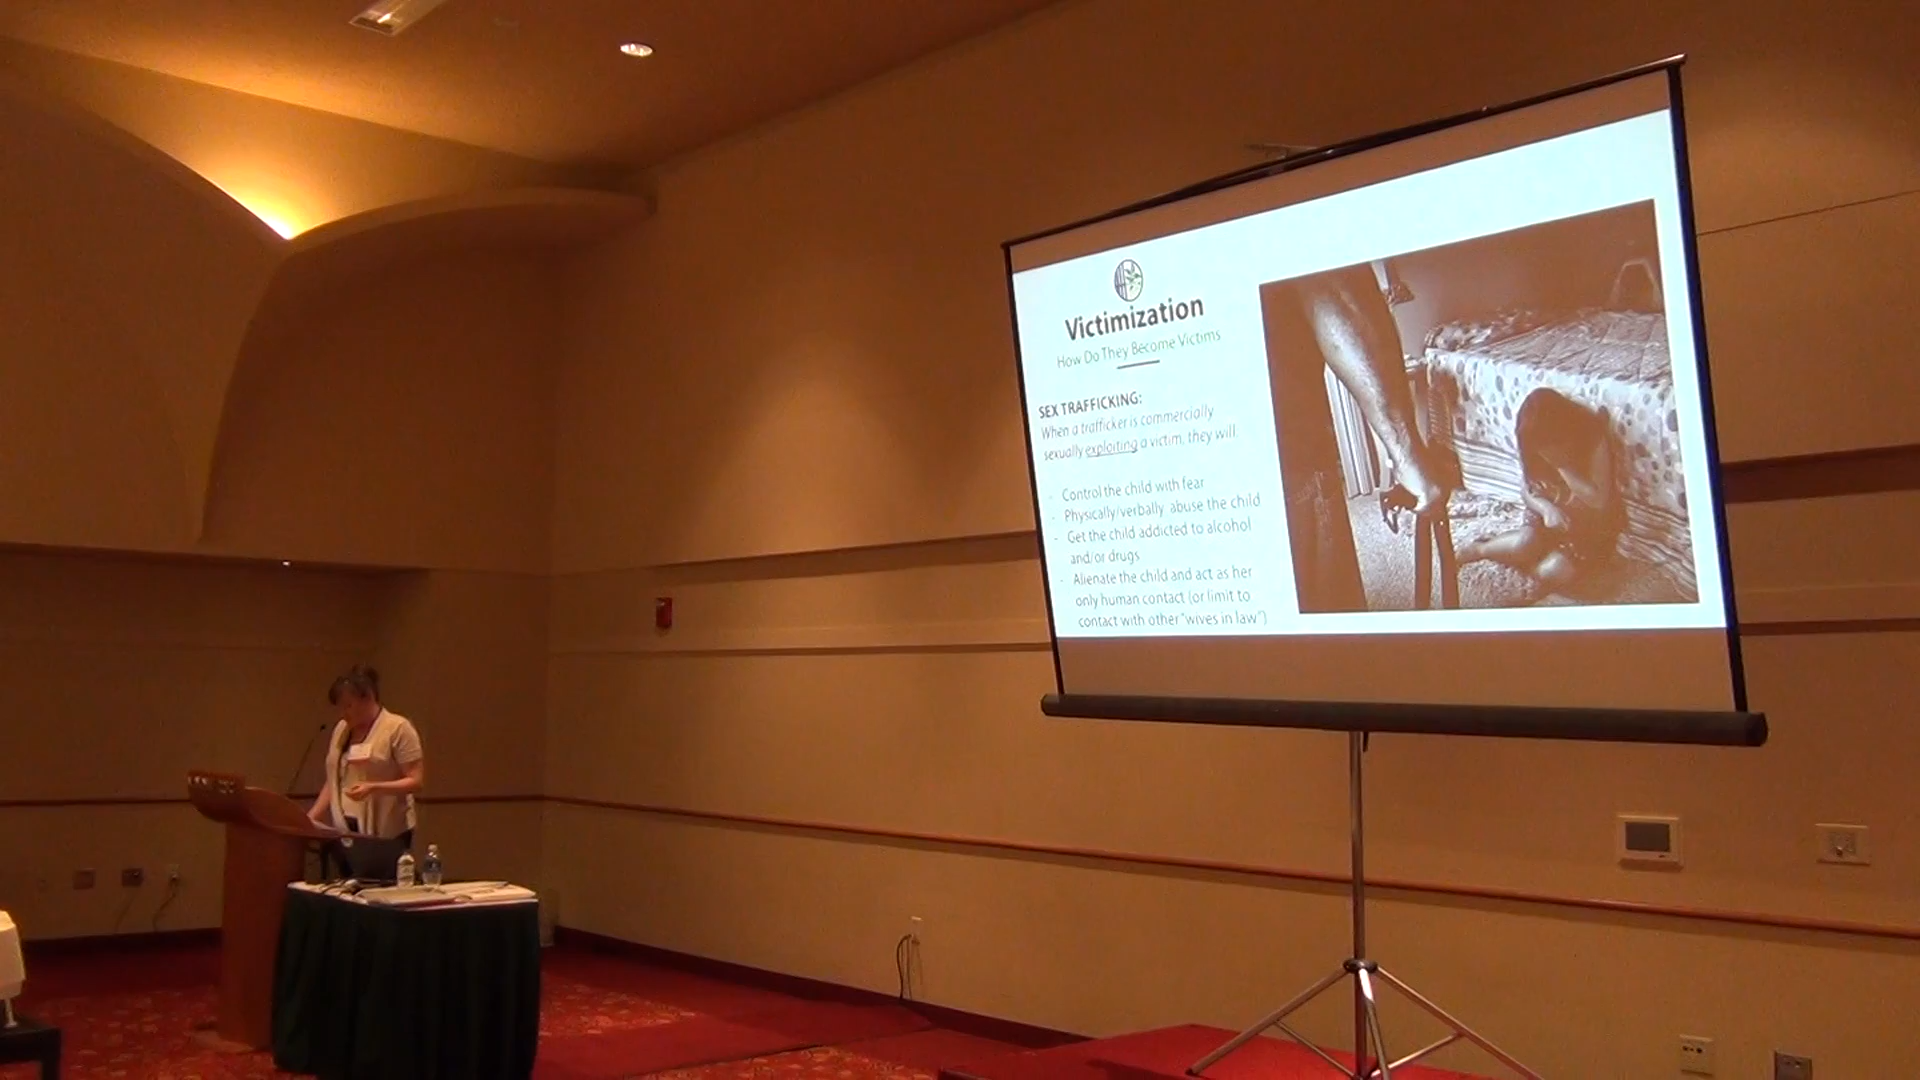 Victimization
How Do They Become Victims
SEX TRAFFICKING:
When a trafficker is commercially
sexually exploiting a victim, they will:
- Control the child with fear
- Physically/verbally abuse the child
- Get the child addicted to alcohol
and/or drugs
- Alienate the child and act as her
only human contact (or limit to
contact with other "wives in law")